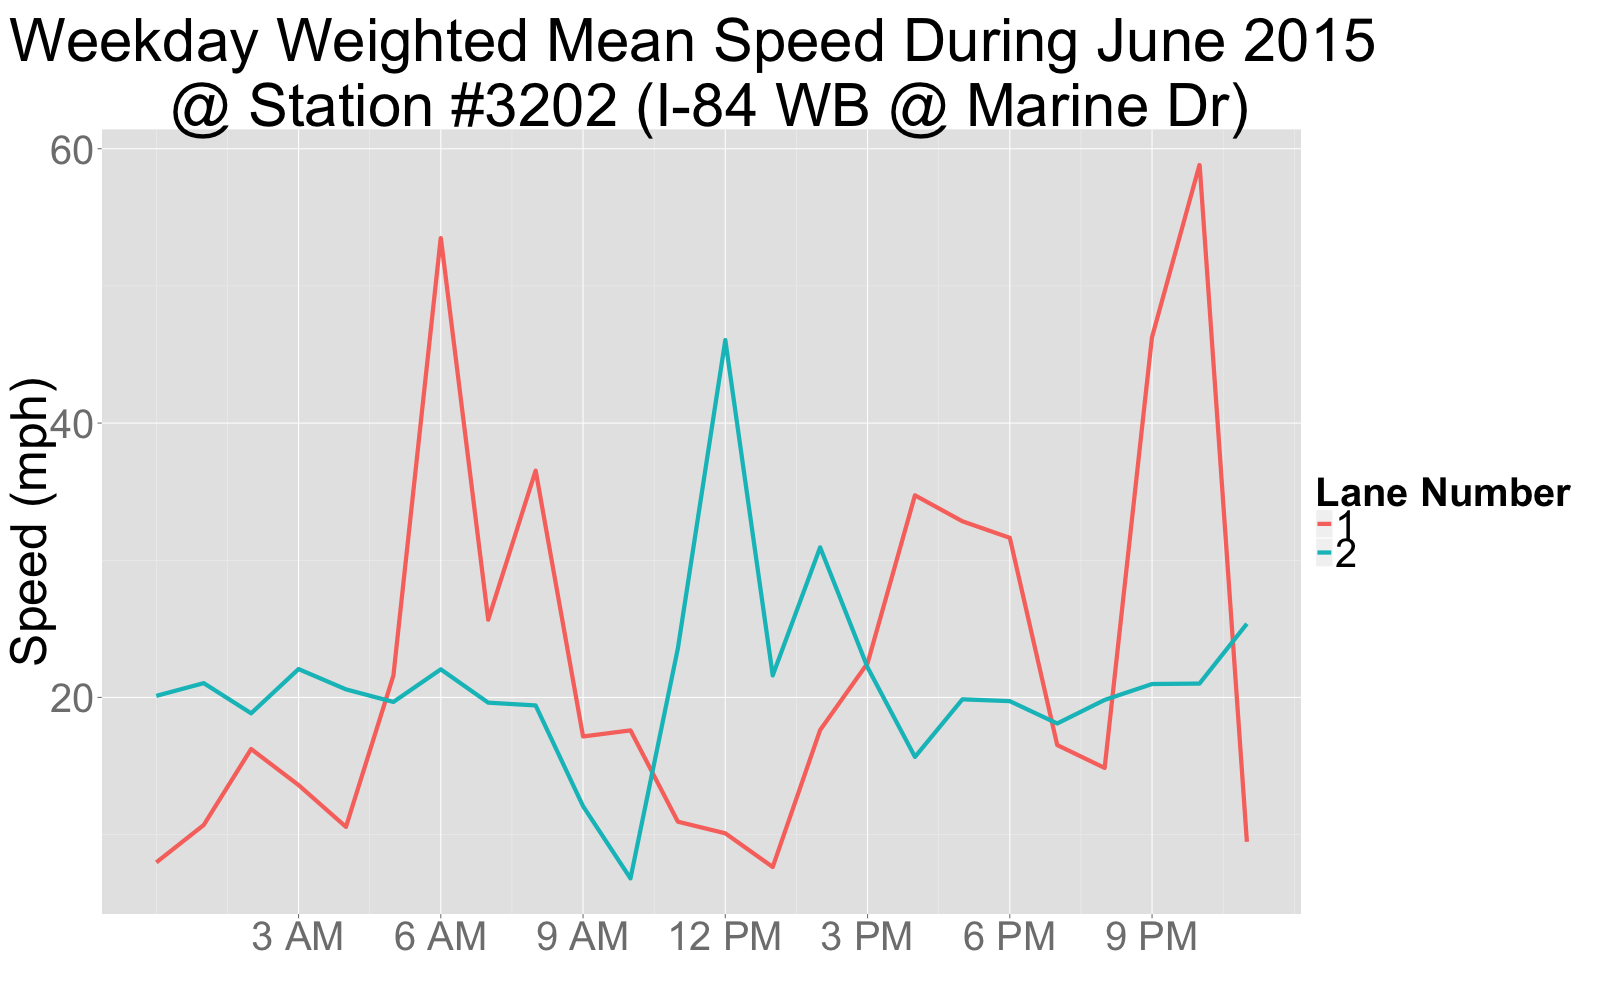 Weekday Weighted Mean Speed During June 2015
@ Station #3202 (I-84 WB @ Marine Dr)
60
40
20
Speed (mph)
3 AM 6 AM 9 AM 12 PM 3 PM 6 PM 9 PM
Lane Number
1
2